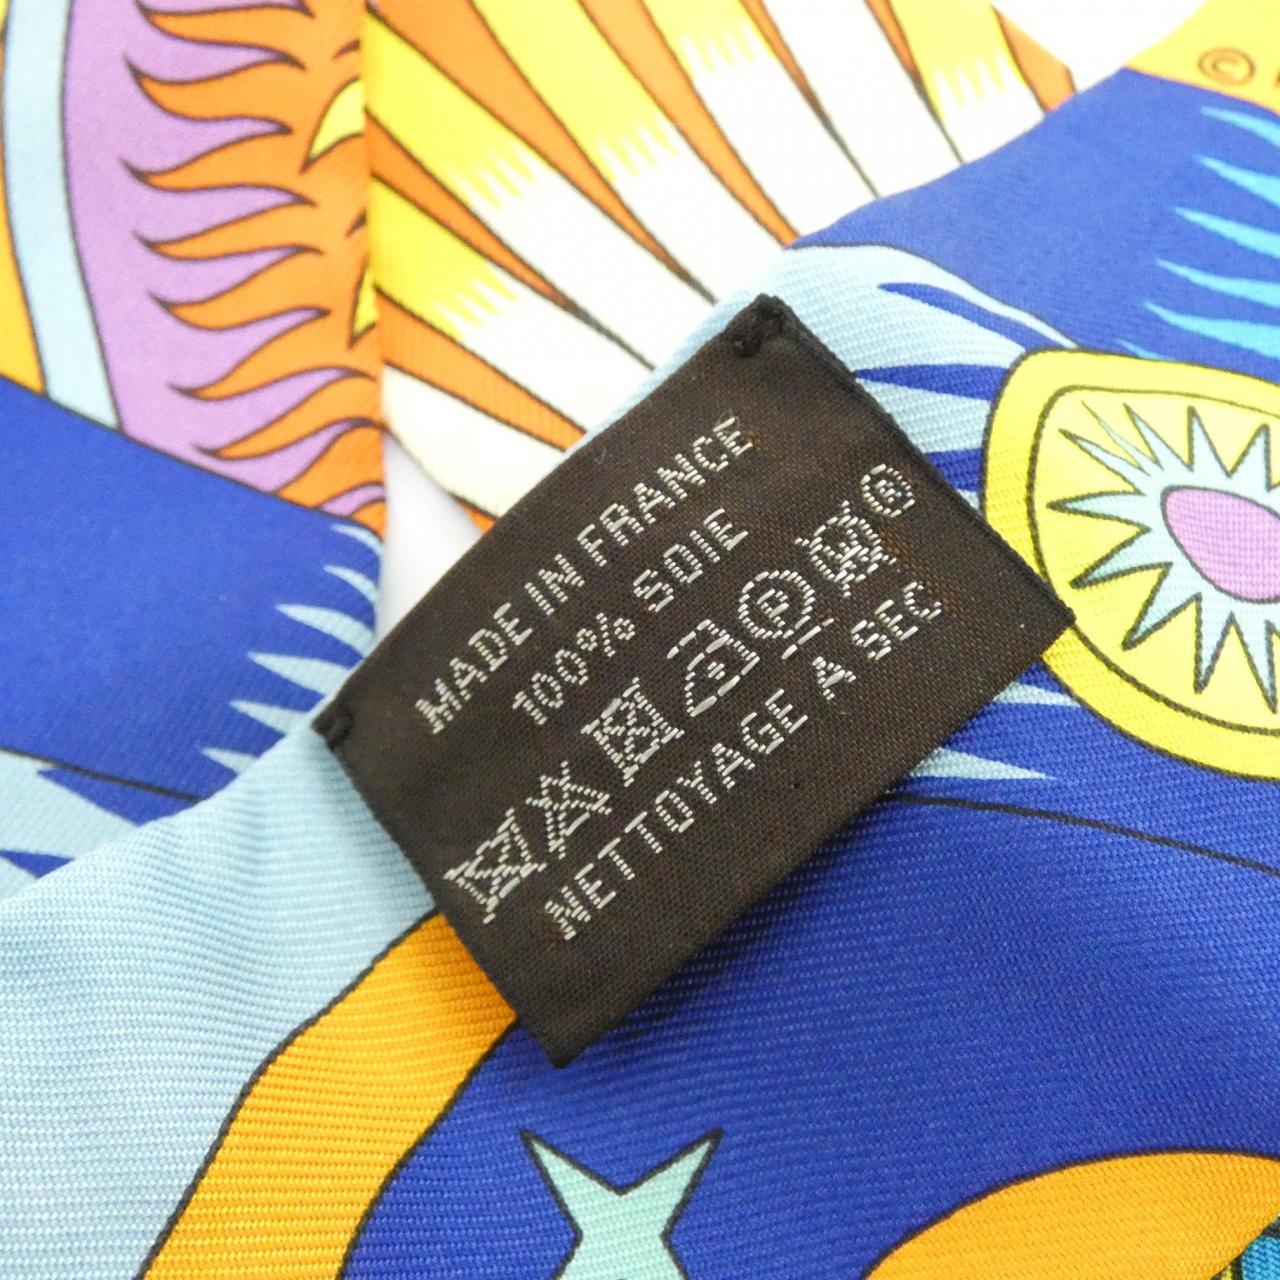 ©
MADE IN FRANCE
100% SOIE
Ⓟ ®
NETTOYAGE A SEC